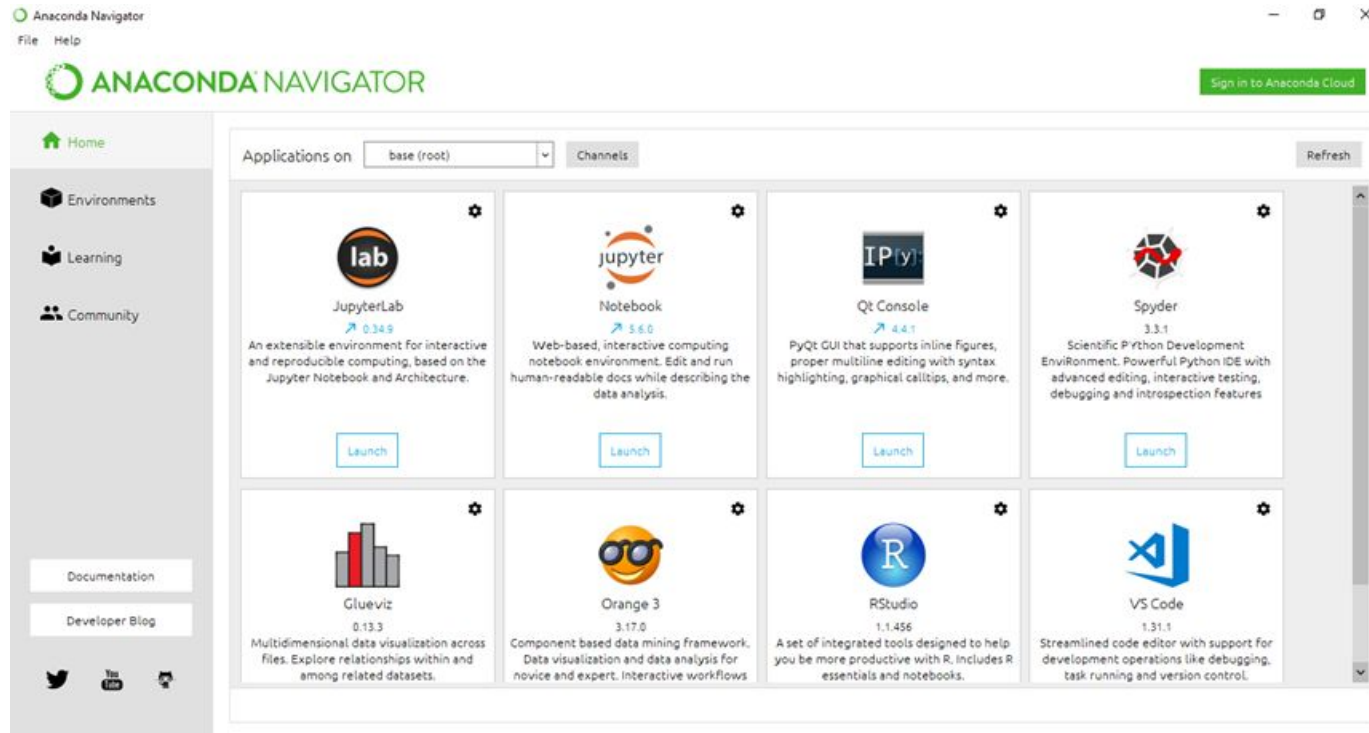 Anaconda Navigator
File Help
ANACONDA NAVIGATOR
Sign in to Anaconda Cloud
Home
Environments
Learning
Community
Documentation
Developer Blog
You
Tube
Applications on base (root) Channels Refresh
lab
JupyterLab
0.34.9
An extensible environment for interactive
and reproducible computing, based on the
Jupyter Notebook and Architecture.
Launch
jupyter
Notebook
5.6.0
Web-based, interactive computing
notebook environment. Edit and run
human-readable docs while describing the
data analysis.
Launch
IP[y]:
Qt Console
4.4.1
PyQt GUI that supports inline figures,
proper multiline editing with syntax
highlighting, graphical calltips, and more.
Launch
Spyder
3.3.1
Scientific PYthon Development
EnviRonment. Powerful Python IDE with
advanced editing, interactive testing,
debugging and introspection features
Launch
Glueviz
0.13.3
Multidimensional data visualization across
files. Explore relationships within and
among related datasets.
Orange 3
3.17.0
Component based data mining framework.
Data visualization and data analysis for
novice and expert. Interactive workflows
R
RStudio
1.1.456
A set of integrated tools designed to help
you be more productive with R. Includes R
essentials and notebooks.
VS Code
1.31.1
Streamlined code editor with support for
development operations like debugging,
task running and version control.